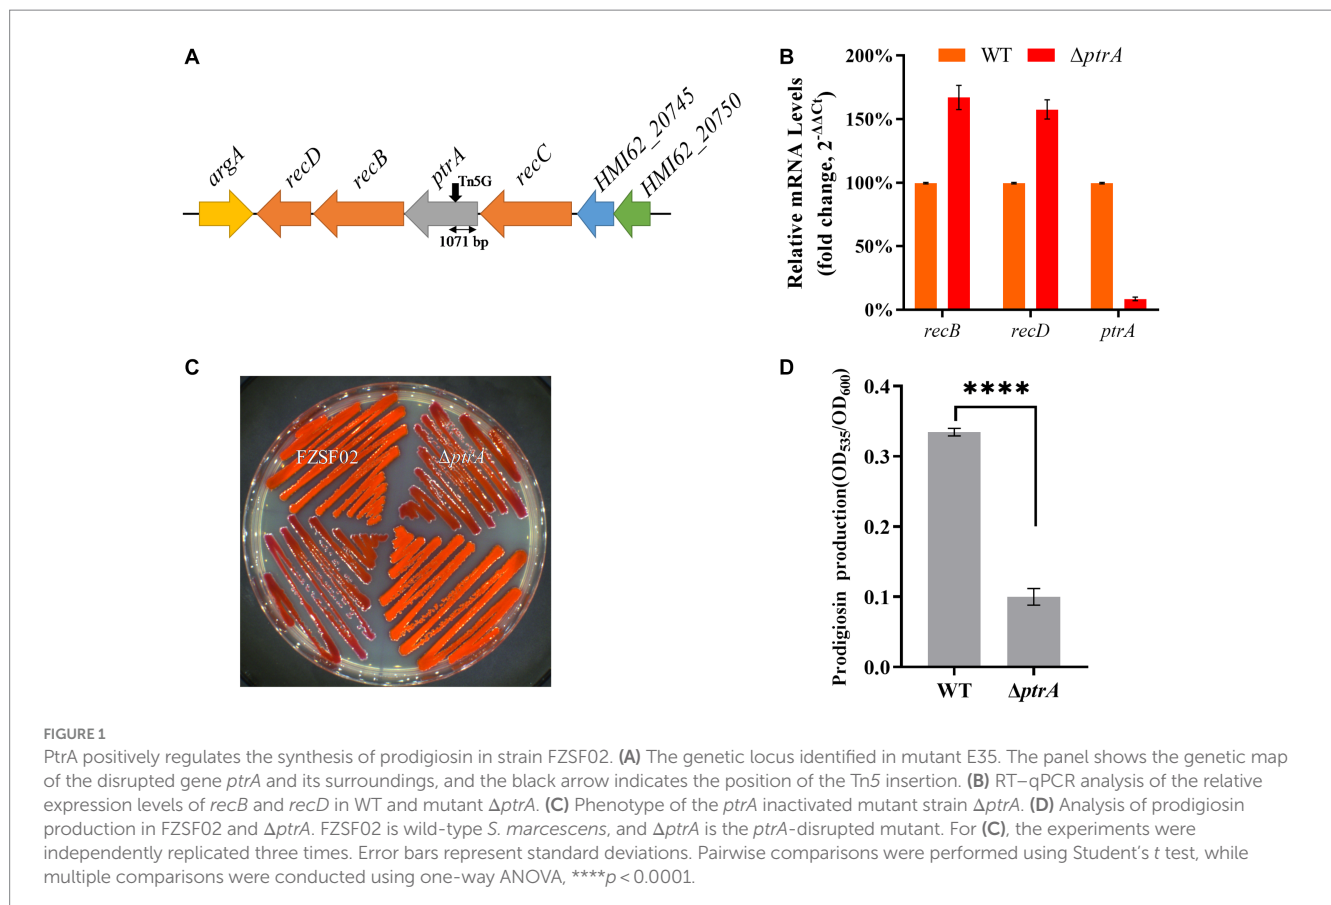 A
argA
recD
recB
ptrA
Tn5G
recC
HMI62_20745
HMI62_20750
1071 bp
B
WT
ΔptrA
Relative mRNA Levels
(fold change, 2^-ΔΔCt)
200%
150%
100%
50%
0%
recB
recD
ptrA
C
FZSF02
ΔptrA
D
****
Prodigiosin production(OD535/OD600)
0.4
0.3
0.2
0.1
0.0
WT
ΔptrA
FIGURE 1
PtrA positively regulates the synthesis of prodigiosin in strain FZSF02. (A) The genetic locus identified in mutant E35. The panel shows the genetic map
of the disrupted gene ptrA and its surroundings, and the black arrow indicates the position of the Tn5 insertion. (B) RT–qPCR analysis of the relative
expression levels of recB and recD in WT and mutant ΔptrA. (C) Phenotype of the ptrA inactivated mutant strain ΔptrA. (D) Analysis of prodigiosin
production in FZSF02 and ΔptrA. FZSF02 is wild-type S. marcescens, and ΔptrA is the ptrA-disrupted mutant. For (C), the experiments were
independently replicated three times. Error bars represent standard deviations. Pairwise comparisons were performed using Student's t test, while
multiple comparisons were conducted using one-way ANOVA, ****p < 0.0001.